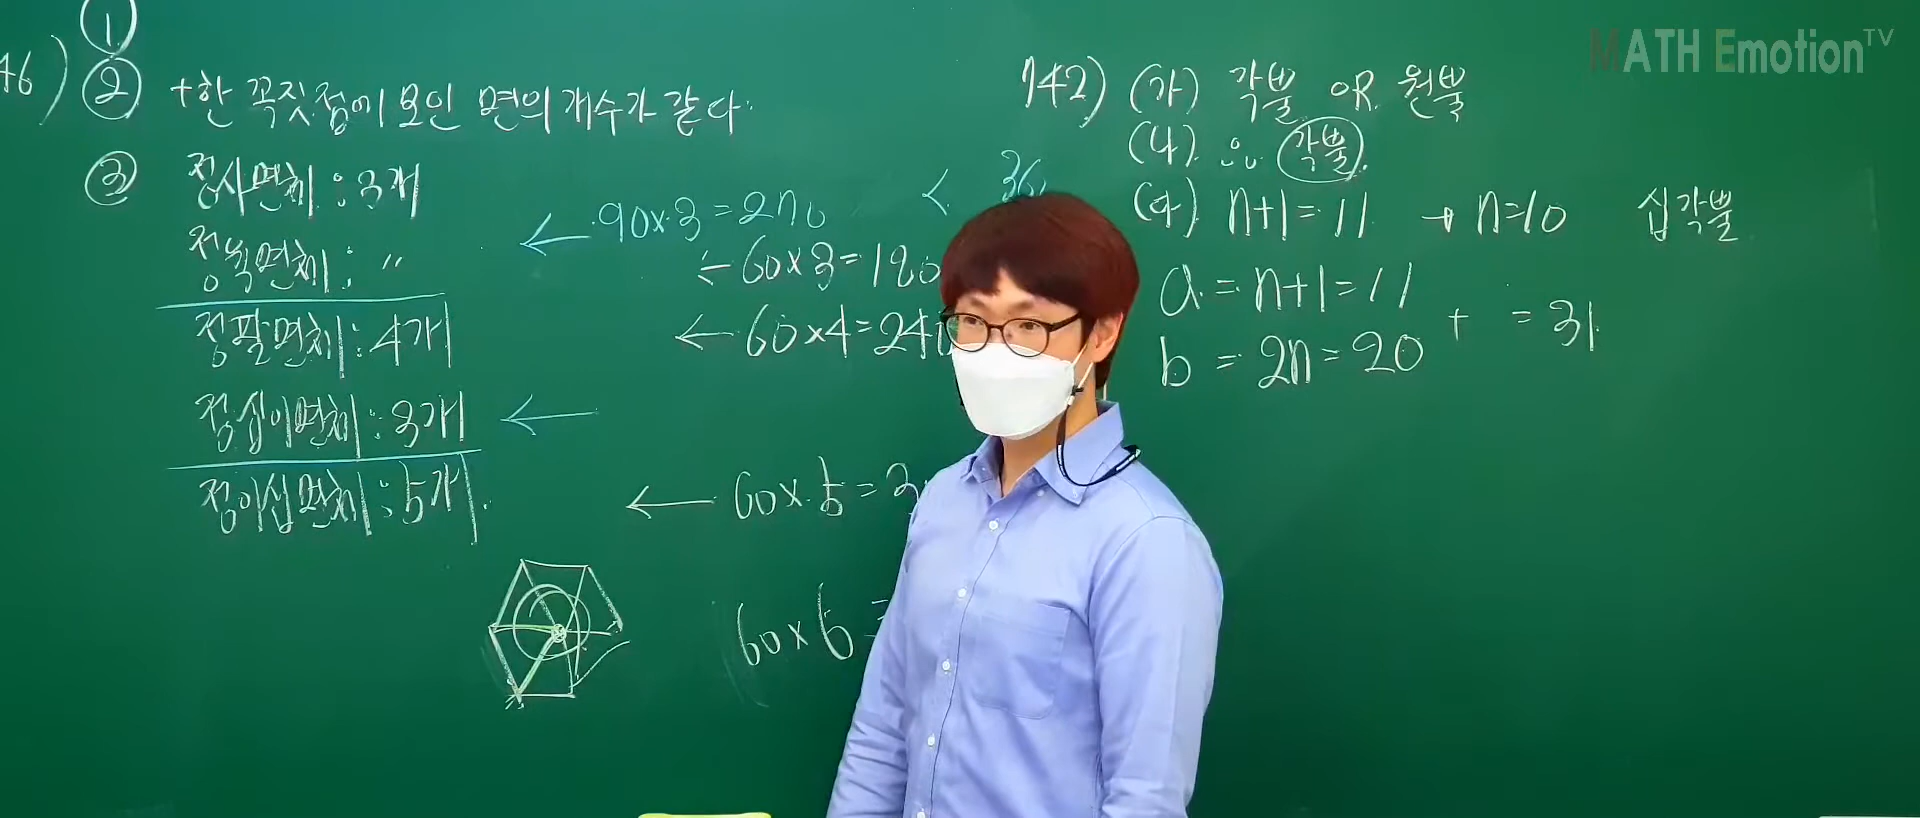 MATH Emotion TV
46)
①
② +한 꼭짓점에 모인 면의 개수가 같다.
③ 정사면체 : 3개
정육면체 : 〃
정팔면체 : 4개
정십이면체 : 3개
정이십면체 : 5개.
← 90×3=270
< 36
← 60×3=180
← 60×4=240
←
← 60×5=3
60×6=
742) (가) 각뿔 OR 원뿔
(나) ∴ 각뿔.
(다) n+1=11 → n=10 십각뿔
a = n+1=11
+ = 31.
b = 2n=20